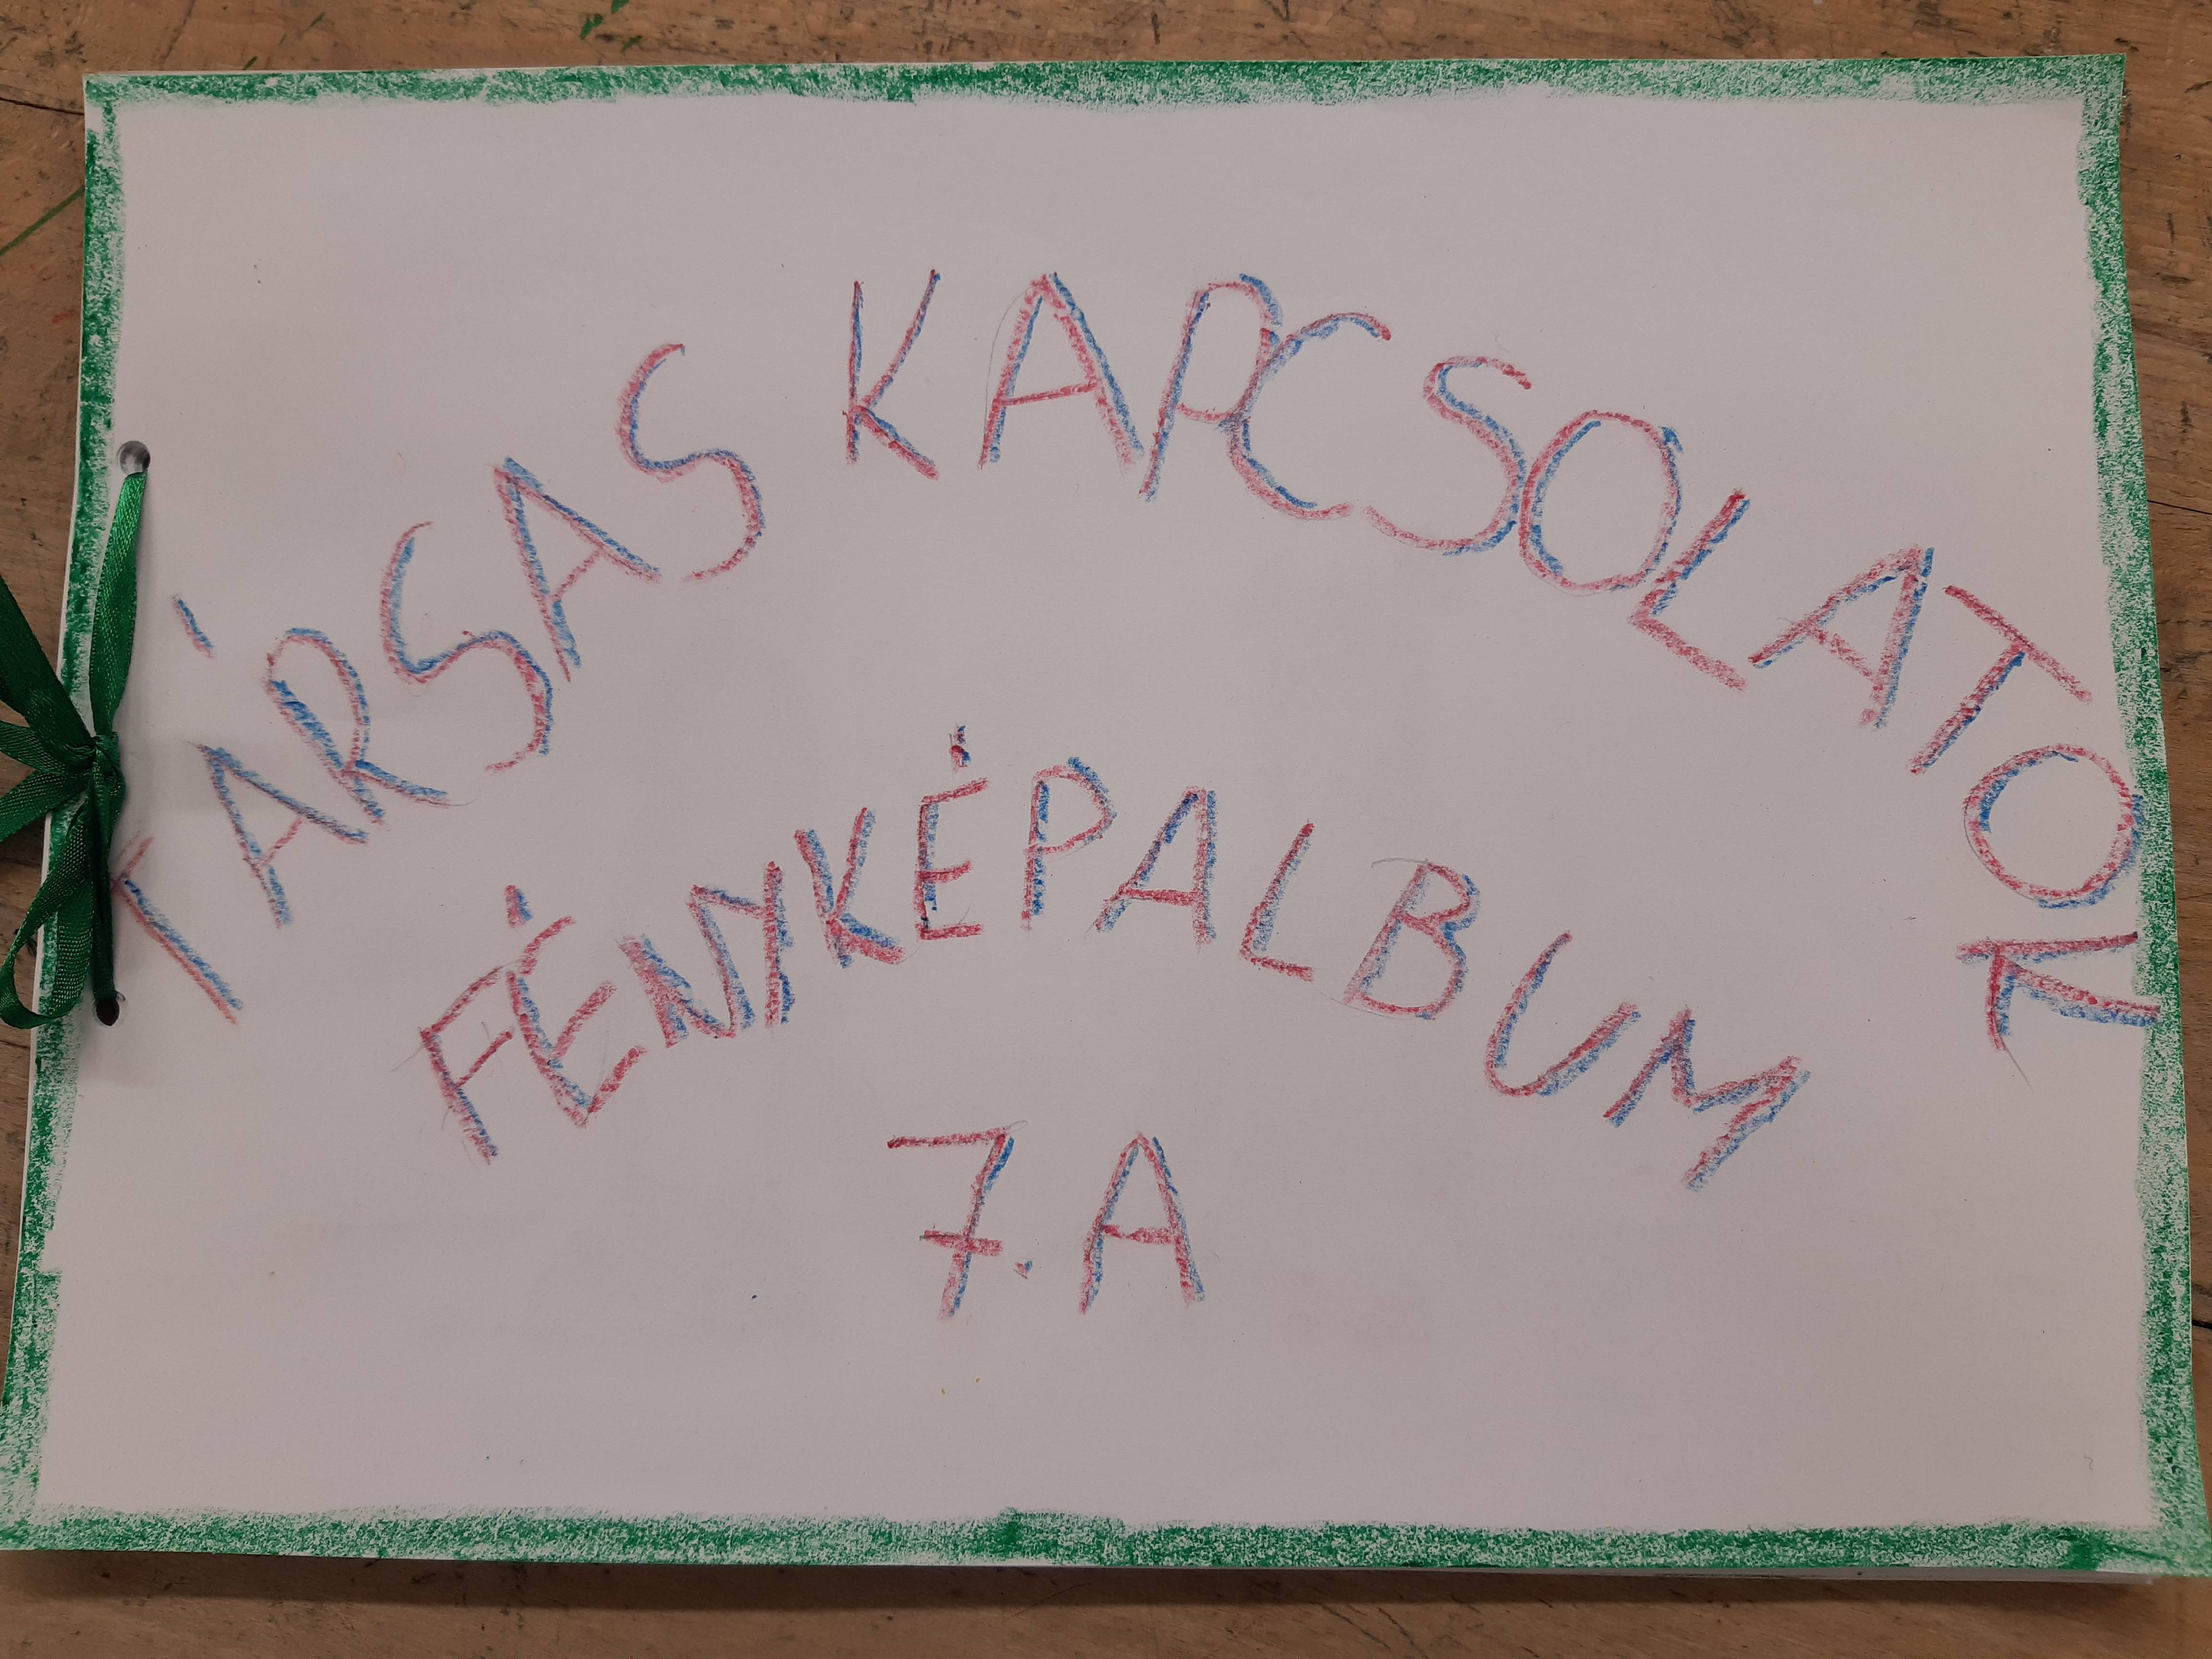 TÁRSAS KAPCSOLATOK
FÉNYKÉPALBUM
7. A